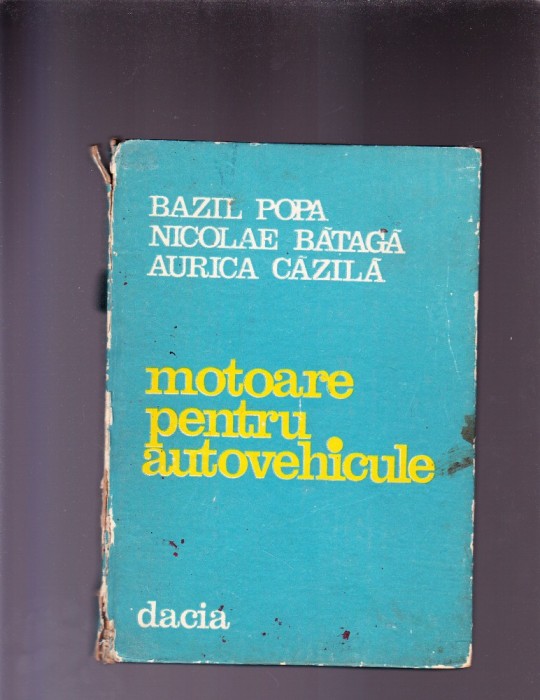 BAZIL POPA
NICOLAE BĂTAGĂ
AURICA CĂZILĂ
motoare
pentru
autovehicule
dacia